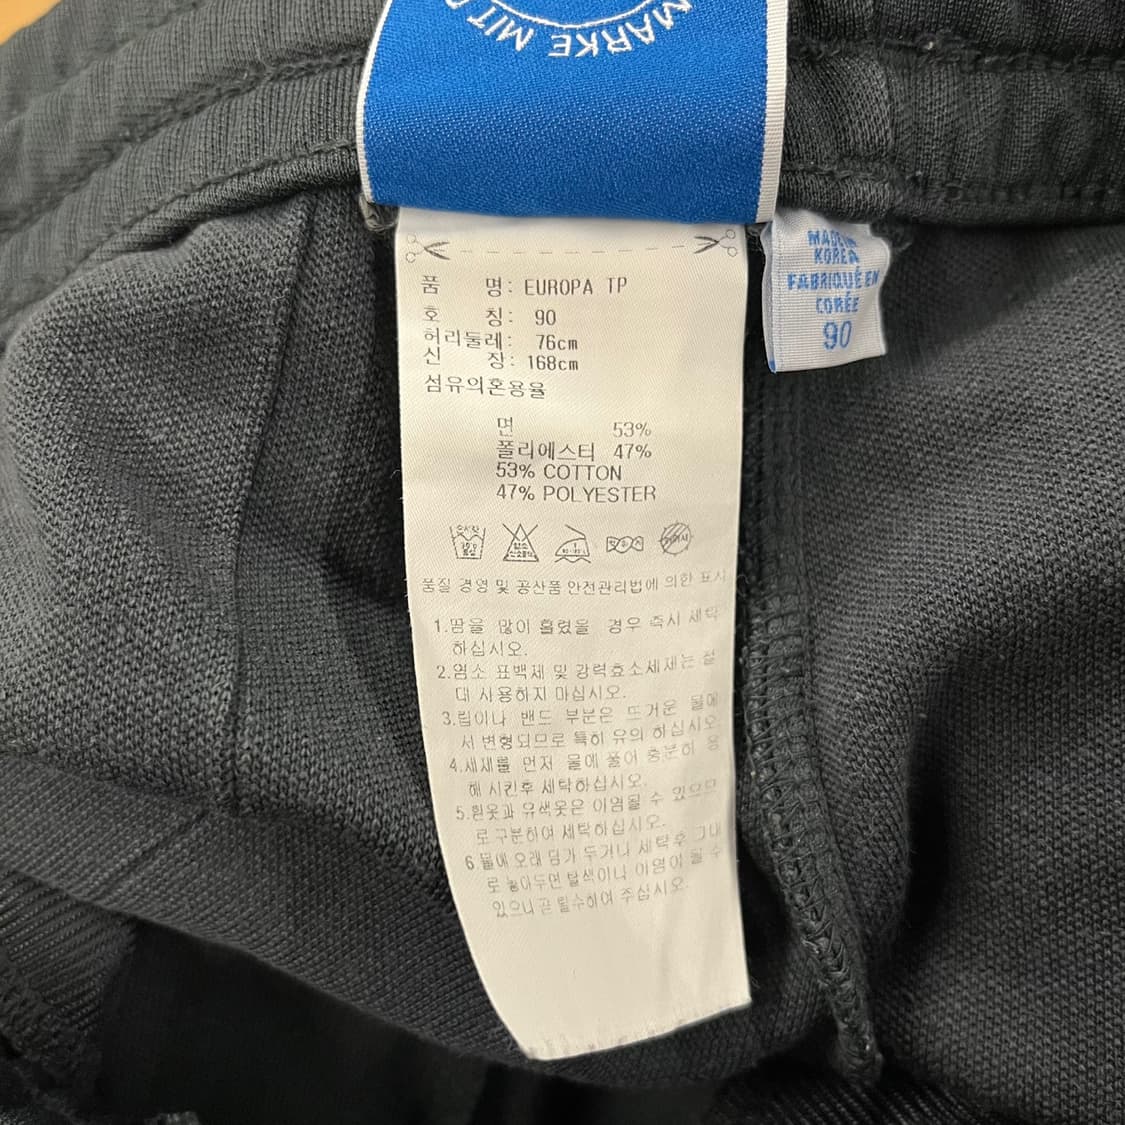 MARKE MIT D
품 명: EUROPA TP
호 칭: 90
허리둘레: 76cm
신 장: 168cm
섬유의혼용율
면 53%
폴리에스터 47%
53% COTTON
47% POLYESTER
품질 경영 및 공산품 안전관리법에 의한 표시
1.땀을 많이 흘렸을 경우 즉시 세탁
하십시오.
2.염소 표백제 및 강력효소세제는 절
대 사용하지 마십시오.
3.립이나 밴드 부분은 뜨거운 물에
서 변형되므로 특히 유의 하십시오.
4.세제를 먼저 물에 풀어 충분히 용
해 시킨후 세탁하십시오.
5.흰옷과 유색옷은 이염될 수 있으므
로 구분하여 세탁하십시오.
6.물에 오래 담가 두거나 세탁후 그대
로 놓아두면 탈색이나 이염이 될 수
있으니 곧 탈수하여 주십시오.
MADE IN
KOREA
FABRIQUÉ EN
CORÉE
90